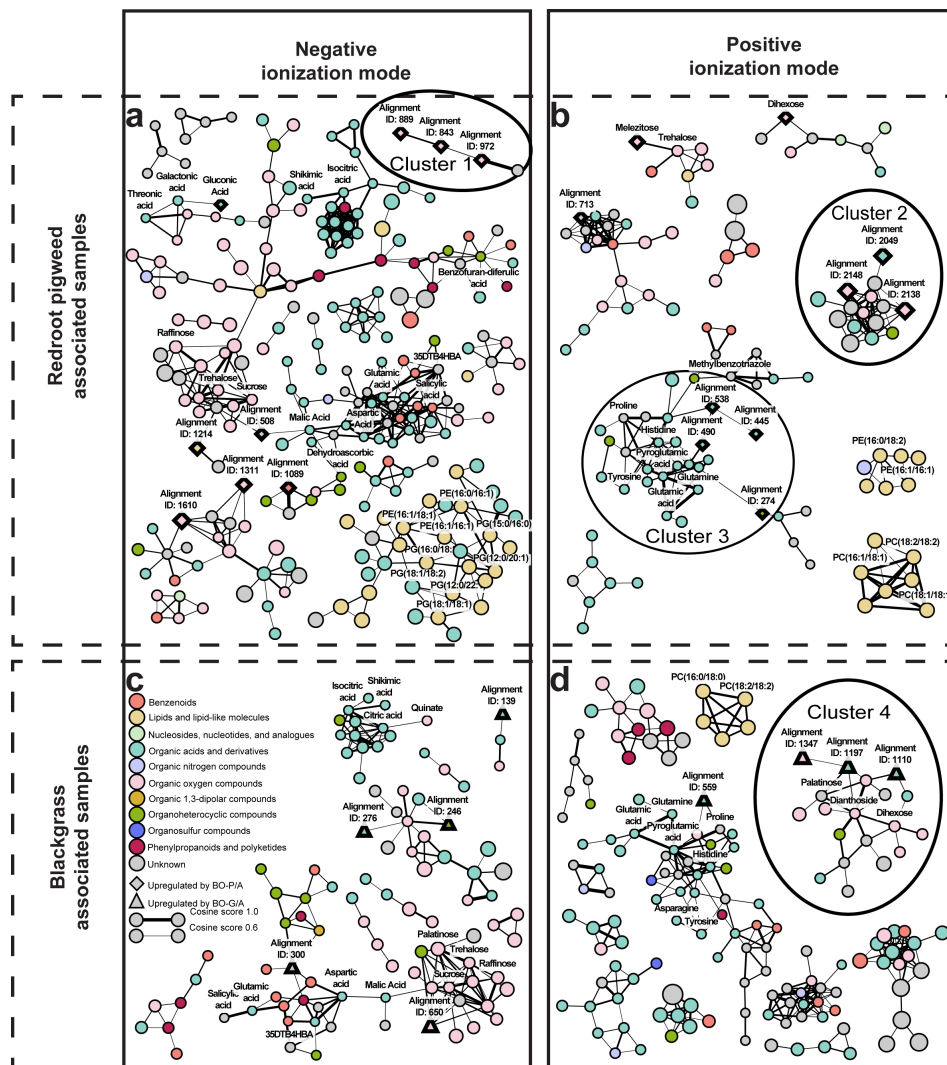 Negative
ionization mode
Positive
ionization mode
Redroot pigweed
associated samples
Blackgrass
associated samples
a
Alignment
ID: 889
Alignment
ID: 843
Alignment
ID: 972
Cluster 1
Galactonic
acid
Threonic
acid
Gluconic
Acid
Shikimic
acid
Isocitric
acid
Benzofuran-diferulic
acid
Raffinose
Trehalose
Sucrose
Alignment
ID: 508
Alignment
ID: 1214
Alignment
ID: 1311
Alignment
ID: 1089
Alignment
ID: 1610
Malic Acid
Glutamic
acid
35DTB4HBA
Salicylic
acid
Aspartic
Acid
Dehydroascorbic
acid
PE(16:0/16:1)
PE(16:1/18:1)
PG(15:0/16:0)
PE(16:1/16:1)
PG(16:0/18:
PG(12:0/20:1)
PG(18:1/18:2)
PG(12:0/22:
PG(18:1/18:1)
b
Dihexose
Melezitose
Trehalose
Alignment
ID: 713
Cluster 2
Alignment
ID: 2049
Alignment
ID: 2148
Alignment
ID: 2138
Methylbenzotriazole
Alignment
ID: 538
Alignment
ID: 445
Alignment
ID: 490
Proline
Histidine
Pyroglutamic
acid
Tyrosine
Glutamine
Glutamic
acid
Alignment
ID: 274
Cluster 3
PE(16:0/18:2)
PE(16:1/16:1)
PC(18:2/18:2)
PC(16:1/18:1)
PC(18:1/18:1
c
Isocitric
acid
Shikimic
acid
Citric acid
Quinate
Alignment
ID: 139
Alignment
ID: 276
Alignment
ID: 246
Benzenoids
Lipids and lipid-like molecules
Nucleosides, nucleotides, and analogues
Organic acids and derivatives
Organic nitrogen compounds
Organic oxygen compounds
Organic 1,3-dipolar compounds
Organoheterocyclic compounds
Organosulfur compounds
Phenylpropanoids and polyketides
Unknown
Upregulated by BO-P/A
Upregulated by BO-G/A
Cosine score 1.0
Cosine score 0.6
Alignment
ID: 300
Salicylic
acid
Glutamic
acid
Aspartic
acid
35DTB4HBA
Malic Acid
Palatinose
Trehalose
Raffinose
Sucrose
Alignment
ID: 650
d
PC(16:0/18:0)
PC(18:2/18:2)
Cluster 4
Alignment
ID: 1347
Alignment
ID: 1197
Alignment
ID: 1110
Palatinose
Dianthoside
Dihexose
Alignment
ID: 559
Glutamic
acid
Glutamine
Pyroglutamic
acid
Proline
Histidine
Asparagine
Tyrosine